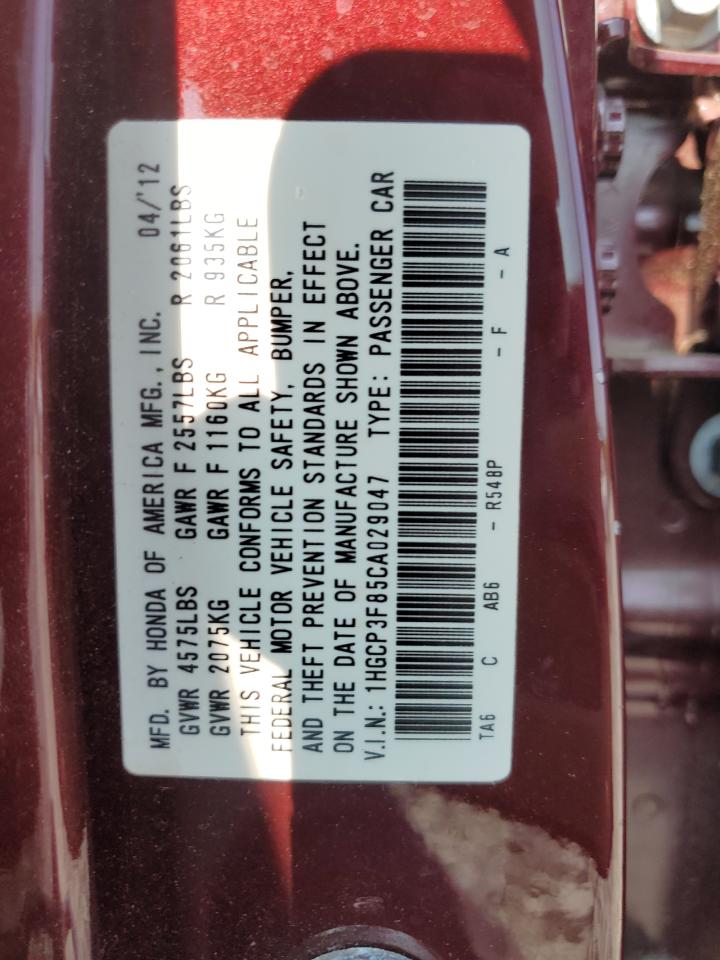 MFD. BY HONDA OF AMERICA MFG., INC. 04/'12
GVWR 4575LBS GAWR F 2557LBS R 2061LBS
GVWR 2075KG GAWR F 1160KG R 935KG
THIS VEHICLE CONFORMS TO ALL APPLICABLE
FEDERAL MOTOR VEHICLE SAFETY, BUMPER,
AND THEFT PREVENTION STANDARDS IN EFFECT
ON THE DATE OF MANUFACTURE SHOWN ABOVE.
V.I.N.: 1HGCP3F85CA029047 TYPE: PASSENGER CAR
TA6 C AB6 - R548P - F - A